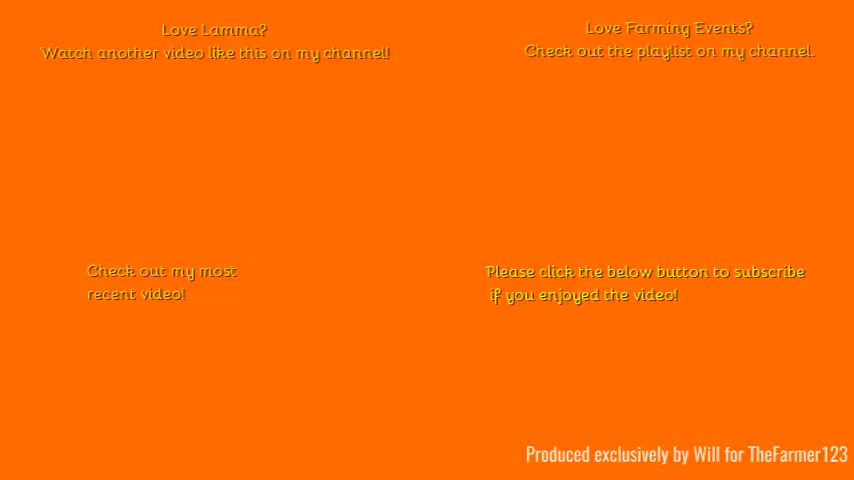 Love Lamma?
Watch another video like this on my channel!
Love Farming Events?
Check out the playlist on my channel.
Check out my most
recent video!
Please click the below button to subscribe
if you enjoyed the video!
Produced exclusively by Will for TheFarmer123